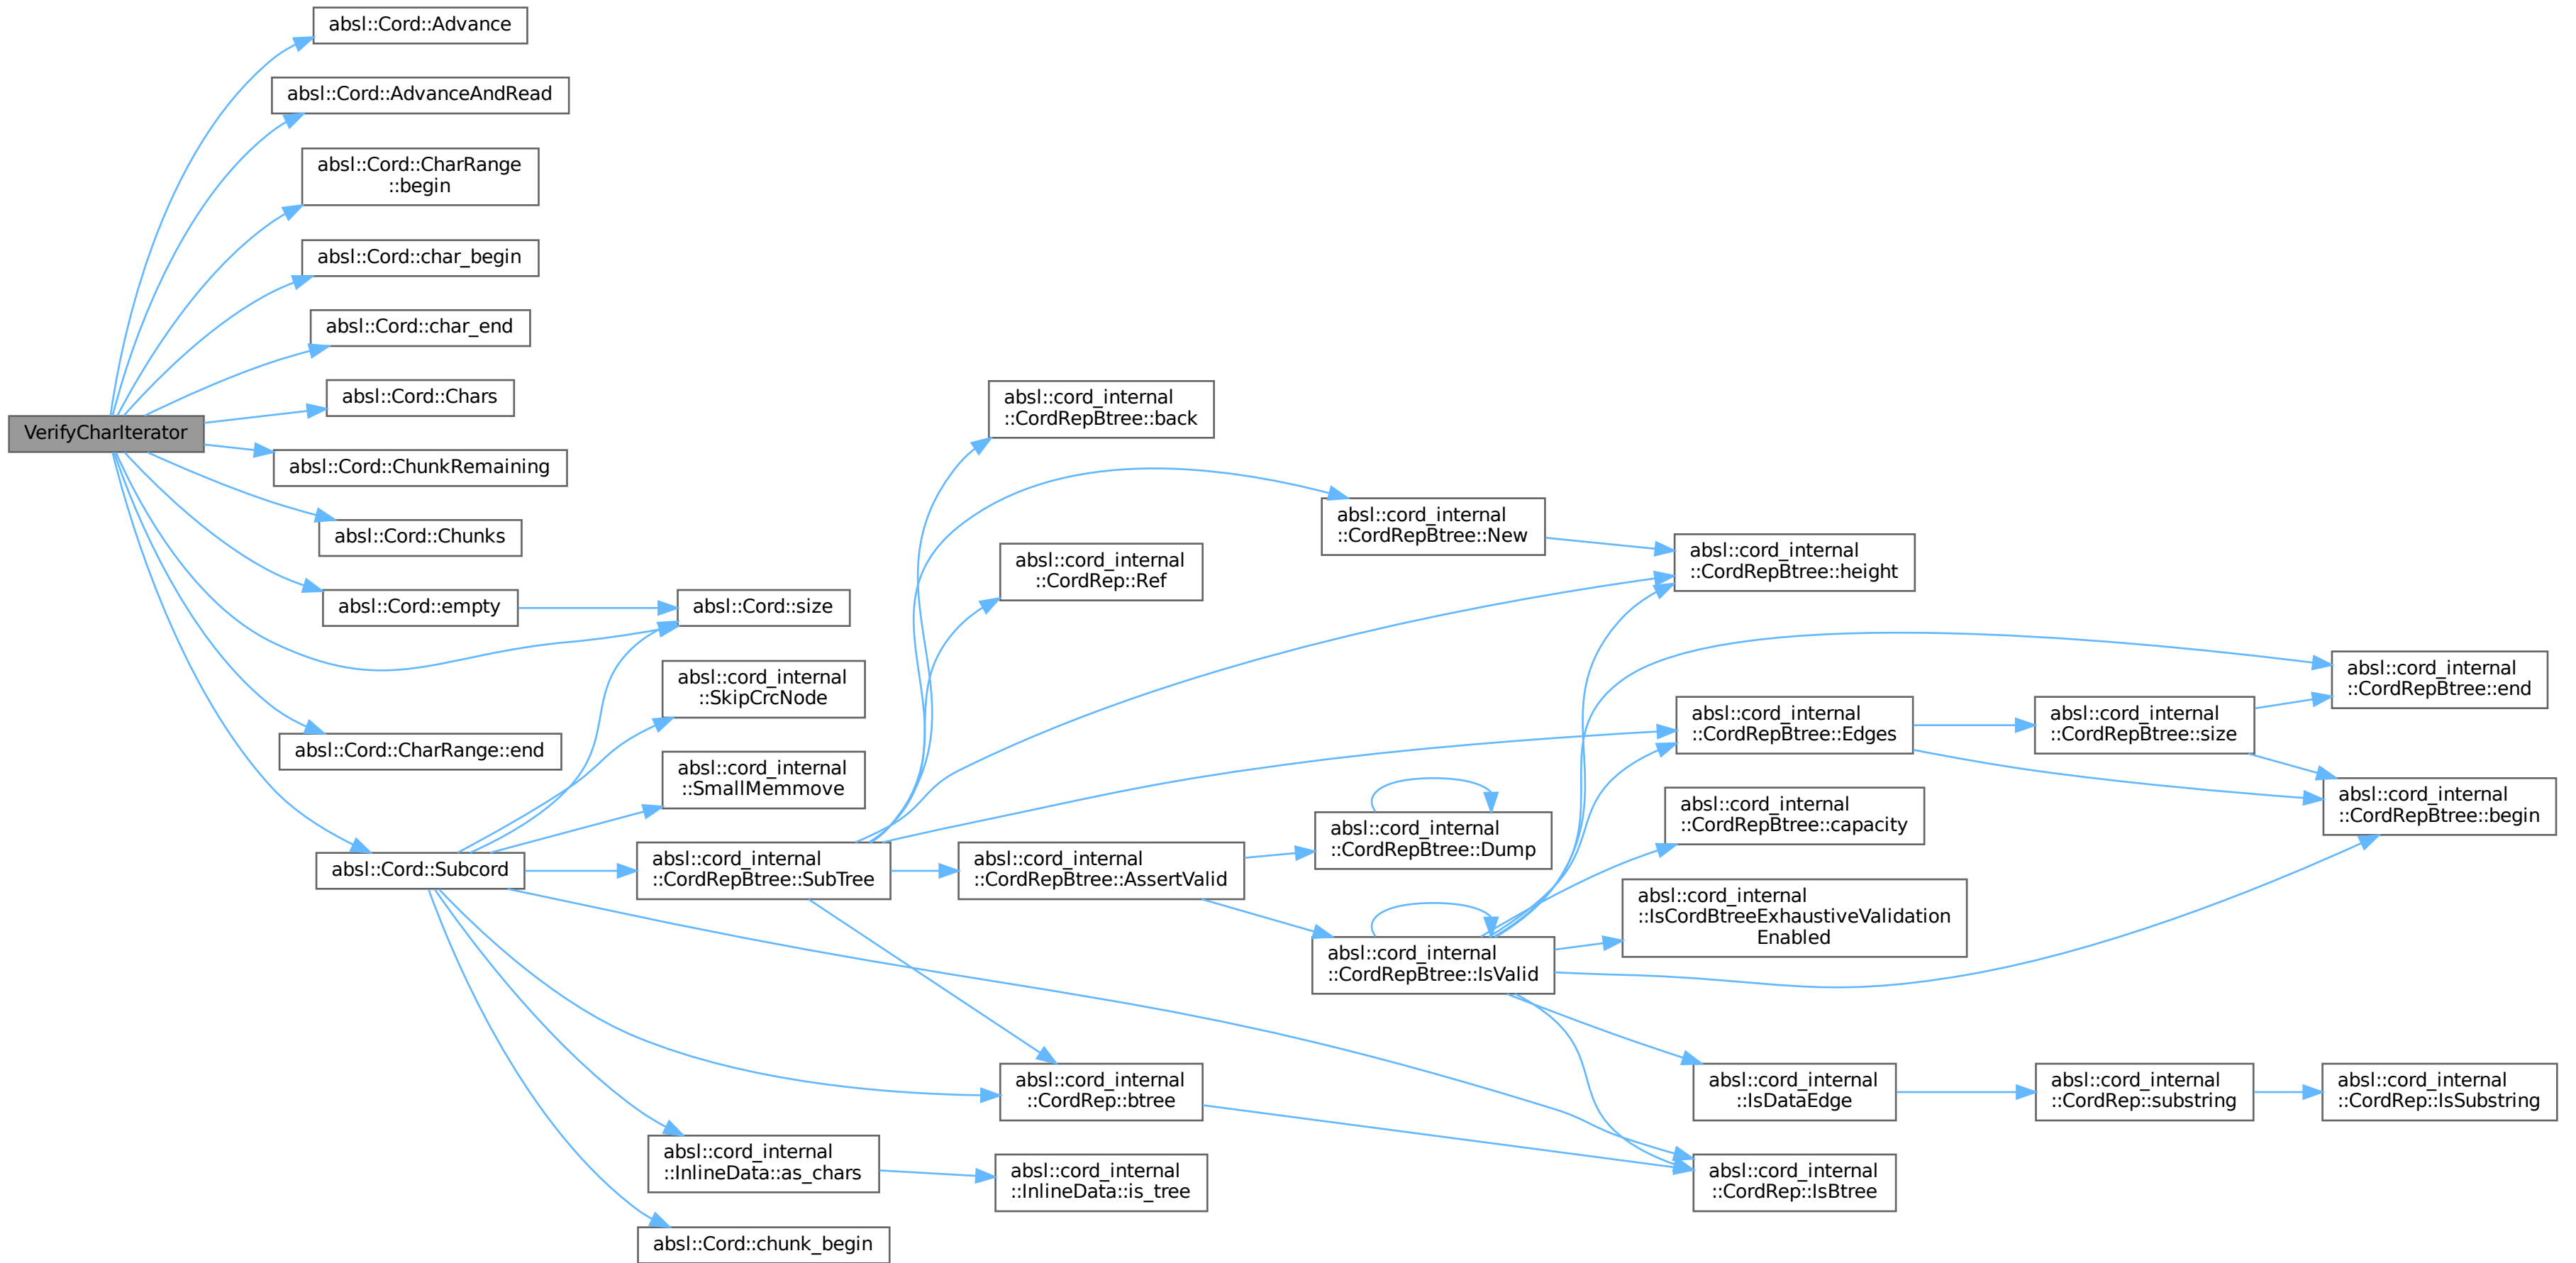 absl::Cord::Advance
absl::Cord::AdvanceAndRead
absl::Cord::CharRange
::begin
absl::Cord::char_begin
absl::Cord::char_end
absl::Cord::Chars
VerifyCharIterator
absl::Cord::ChunkRemaining
absl::Cord::Chunks
absl::Cord::empty
absl::Cord::size
absl::Cord::CharRange::end
absl::Cord::Subcord
absl::cord_internal
::SkipCrcNode
absl::cord_internal
::SmallMemmove
absl::cord_internal
::CordRepBtree::SubTree
absl::cord_internal
::InlineData::as_chars
absl::Cord::chunk_begin
absl::cord_internal
::CordRepBtree::back
absl::cord_internal
::CordRep::Ref
absl::cord_internal
::CordRepBtree::AssertValid
absl::cord_internal
::CordRep::btree
absl::cord_internal
::InlineData::is_tree
absl::cord_internal
::CordRepBtree::New
absl::cord_internal
::CordRepBtree::Dump
absl::cord_internal
::CordRepBtree::IsValid
absl::cord_internal
::CordRepBtree::height
absl::cord_internal
::CordRepBtree::Edges
absl::cord_internal
::CordRepBtree::capacity
absl::cord_internal
::IsCordBtreeExhaustiveValidation
Enabled
absl::cord_internal
::IsDataEdge
absl::cord_internal
::CordRep::IsBtree
absl::cord_internal
::CordRepBtree::size
absl::cord_internal
::CordRep::substring
absl::cord_internal
::CordRepBtree::end
absl::cord_internal
::CordRepBtree::begin
absl::cord_internal
::CordRep::IsSubstring